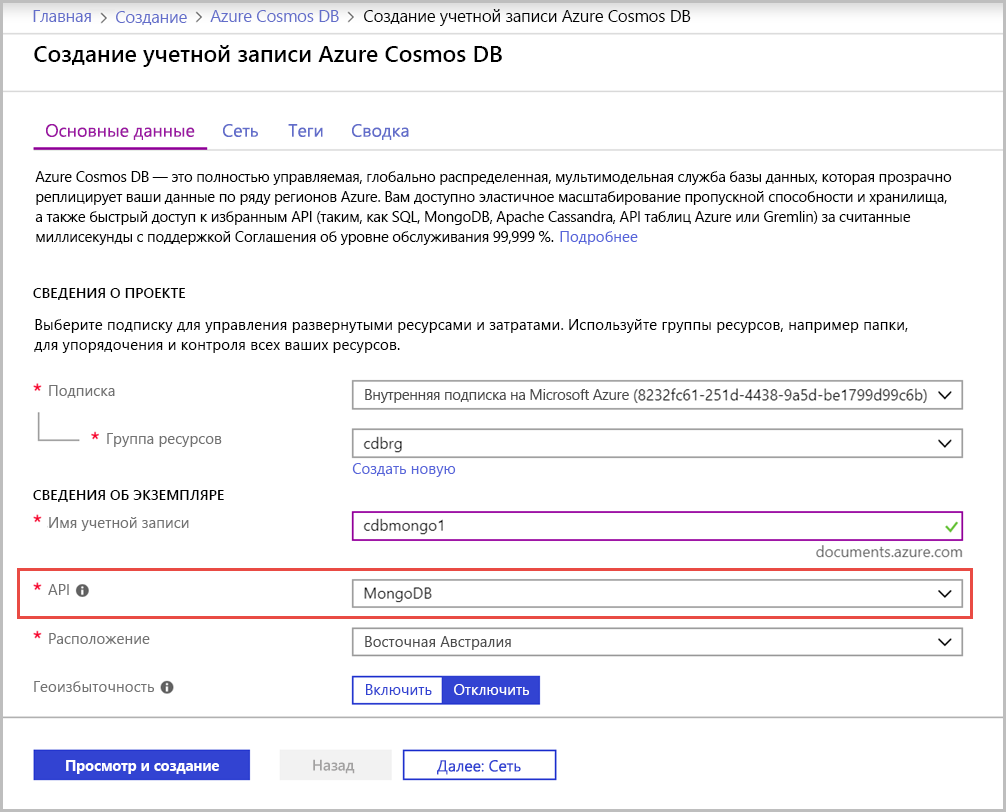 Главная > Создание > Azure Cosmos DB > Создание учетной записи Azure Cosmos DB
Создание учетной записи Azure Cosmos DB
Основные данные Сеть Теги Сводка
Azure Cosmos DB — это полностью управляемая, глобально распределенная, мультимодельная служба базы данных, которая прозрачно
реплицирует ваши данные по ряду регионов Azure. Вам доступно эластичное масштабирование пропускной способности и хранилища,
а также быстрый доступ к избранным API (таким, как SQL, MongoDB, Apache Cassandra, API таблиц Azure или Gremlin) за считанные
миллисекунды с поддержкой Соглашения об уровне обслуживания 99,999 %. Подробнее
СВЕДЕНИЯ О ПРОЕКТЕ
Выберите подписку для управления развернутыми ресурсами и затратами. Используйте группы ресурсов, например папки,
для упорядочения и контроля всех ваших ресурсов.
* Подписка Внутренняя подписка на Microsoft Azure (8232fc61-251d-4438-9a5d-be1799d99c6b)
* Группа ресурсов cdbrg
Создать новую
СВЕДЕНИЯ ОБ ЭКЗЕМПЛЯРЕ
* Имя учетной записи cdbmongo1
documents.azure.com
* API MongoDB
* Расположение Восточная Австралия
Геоизбыточность Включить Отключить
Просмотр и создание Назад Далее: Сеть